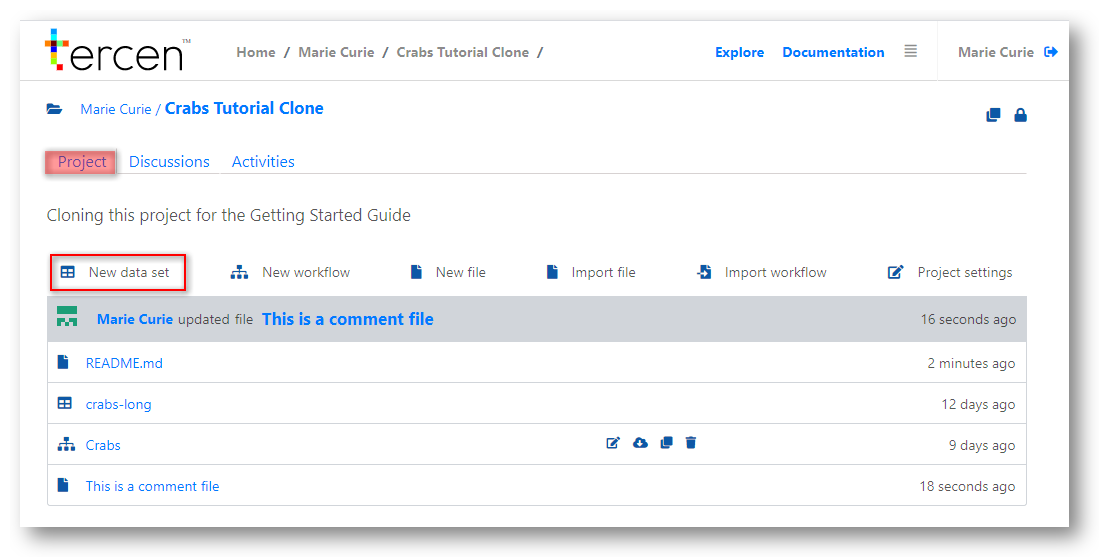 tercen™
Home / Marie Curie / Crabs Tutorial Clone /
Explore Documentation
Marie Curie
Marie Curie / Crabs Tutorial Clone
Project Discussions Activities
Cloning this project for the Getting Started Guide
New data set New workflow New file Import file Import workflow Project settings
Marie Curie updated file This is a comment file 16 seconds ago
README.md 2 minutes ago
crabs-long 12 days ago
Crabs 9 days ago
This is a comment file 18 seconds ago